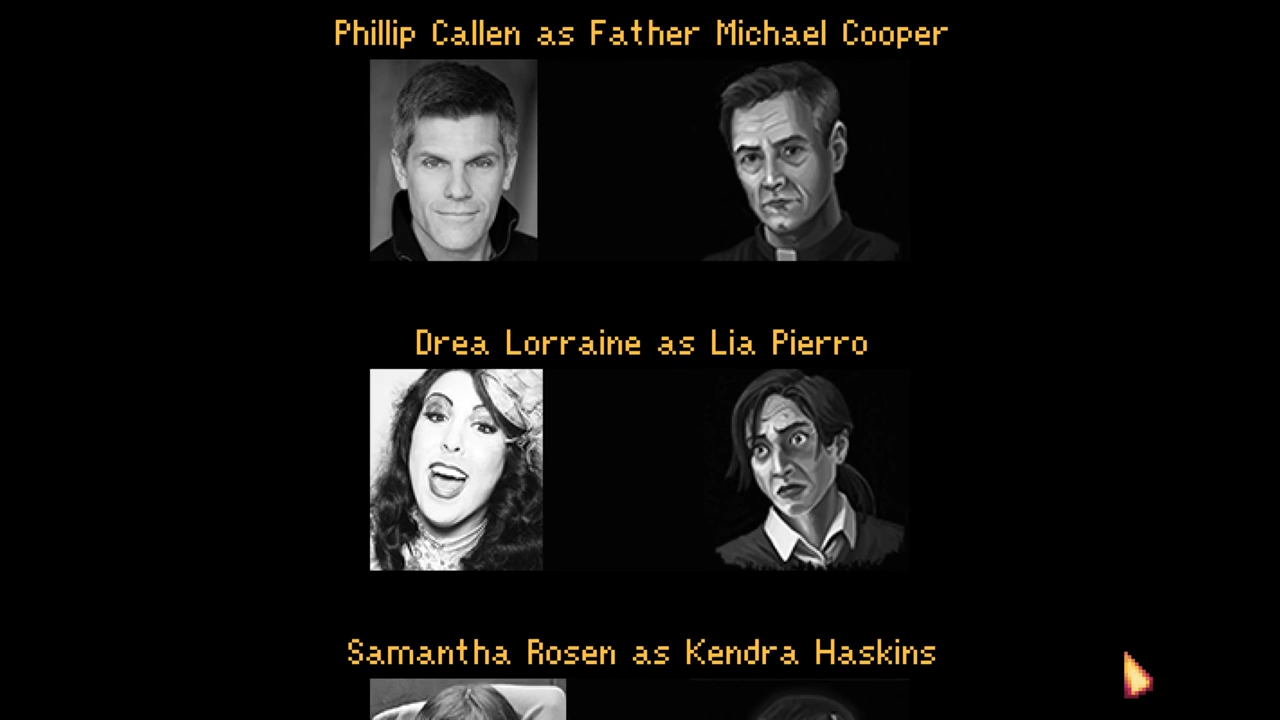 Phillip Callen as Father Michael Cooper
Drea Lorraine as Lia Pierro
Samantha Rosen as Kendra Haskins